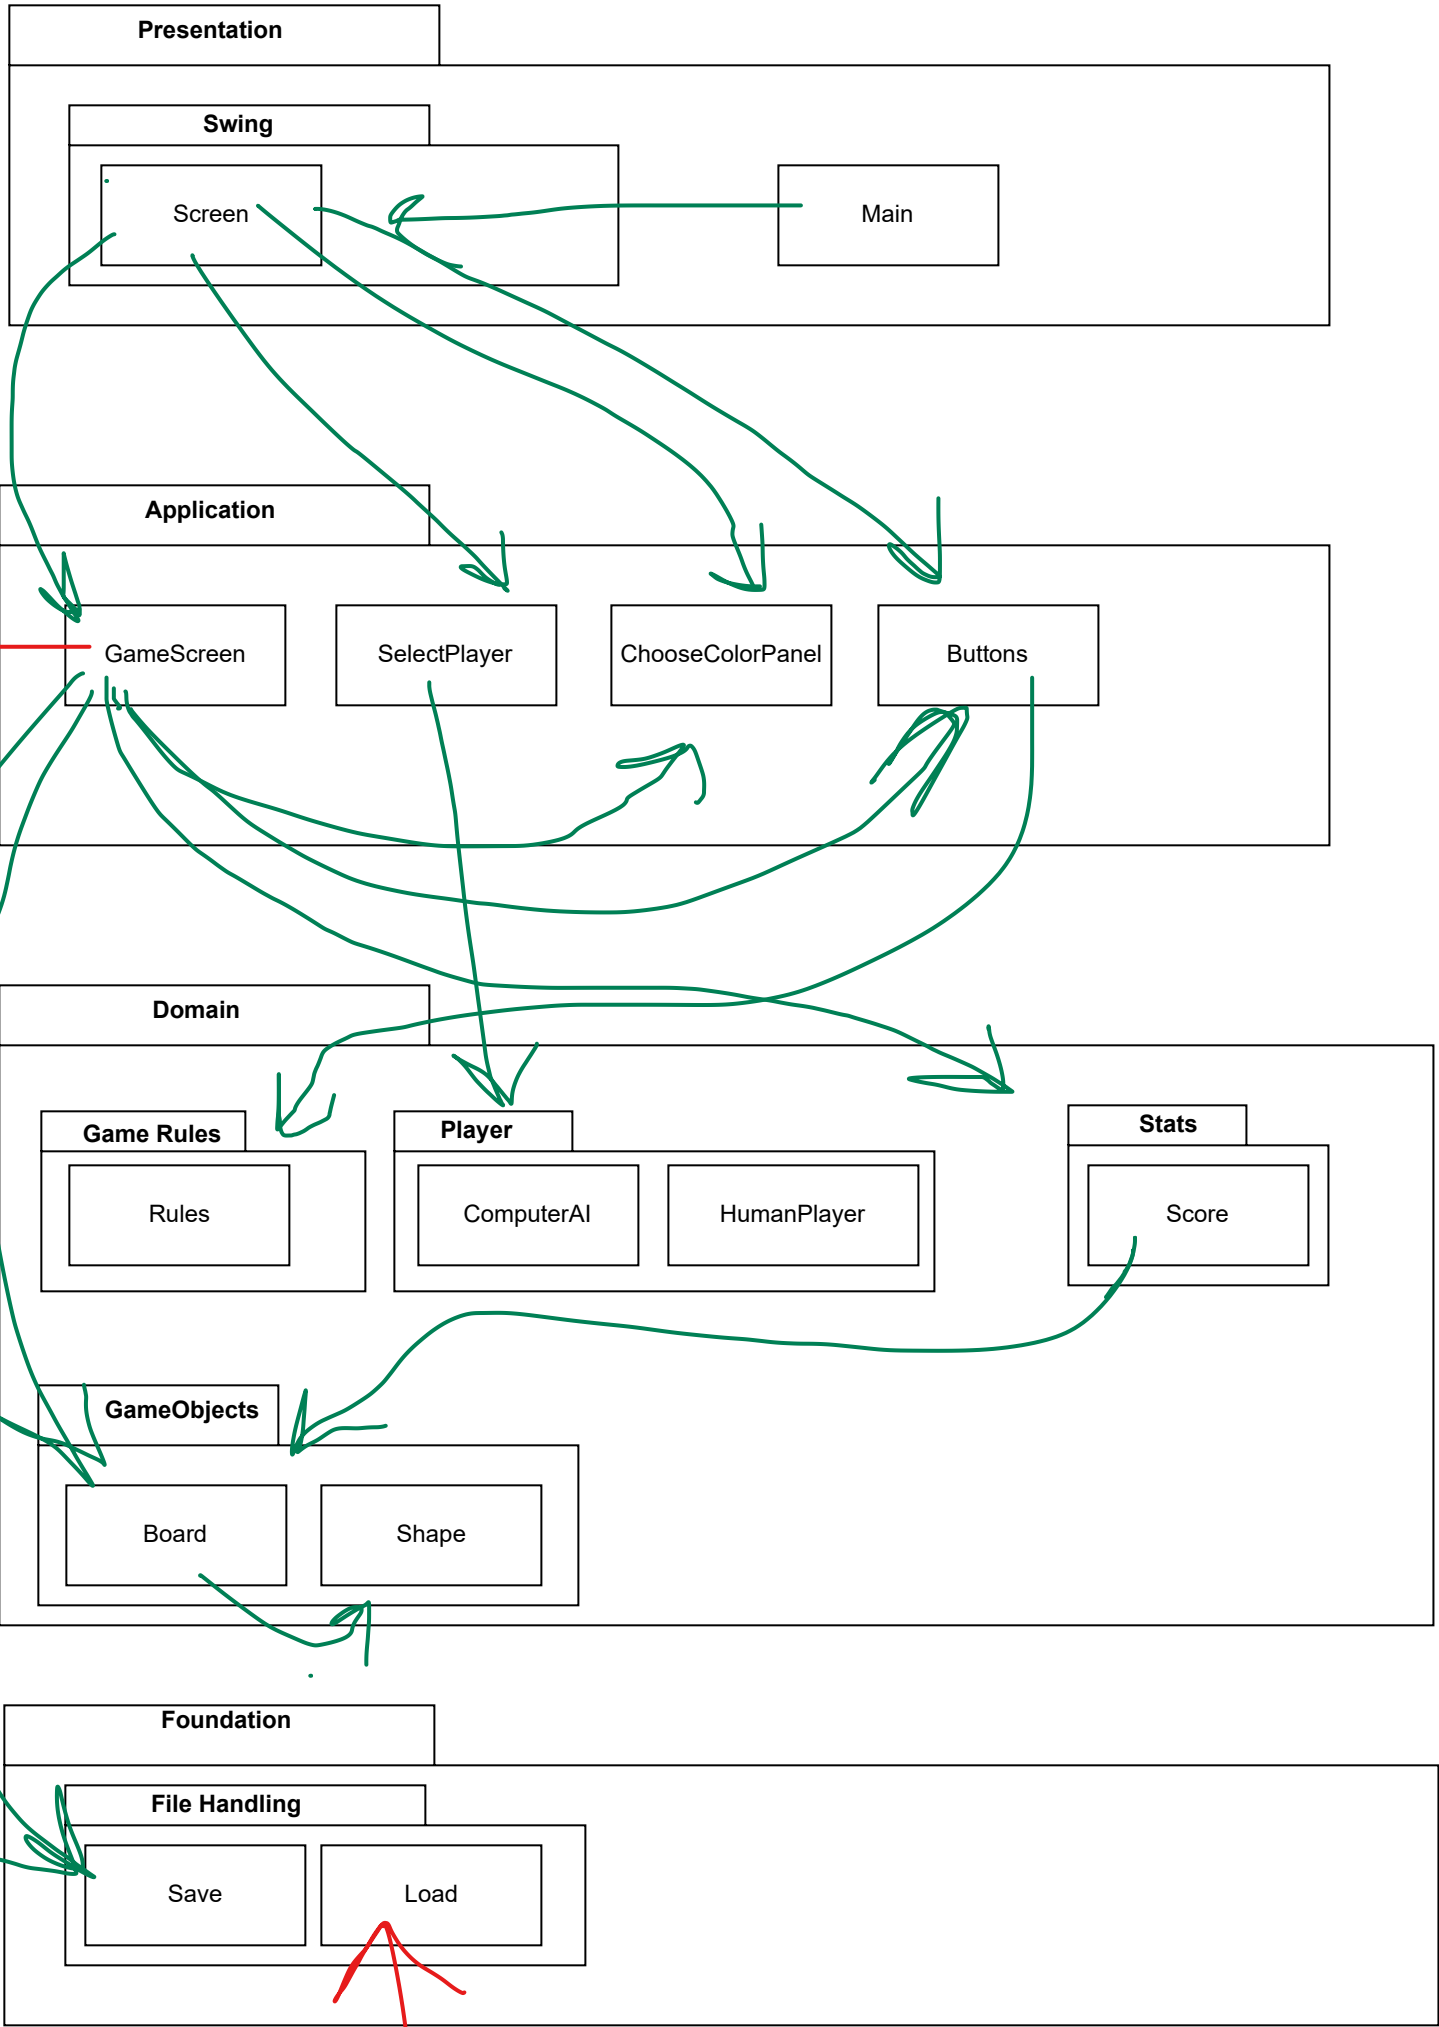 Presentation
Swing
Screen
Main
Application
GameScreen
SelectPlayer
ChooseColorPanel
Buttons
Domain
Game Rules
Player
Stats
Rules
ComputerAI
HumanPlayer
Score
GameObjects
Board
Shape
Foundation
File Handling
Save
Load